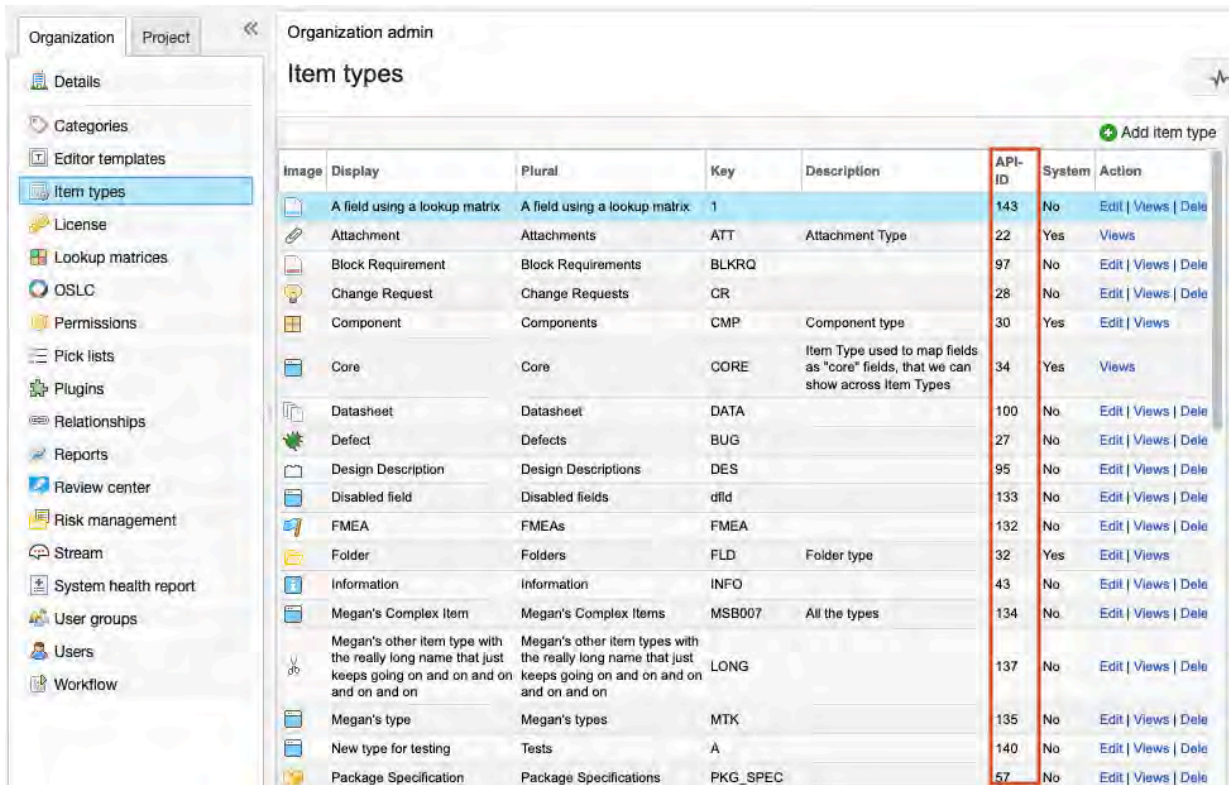 Organization Project
Details
Categories
Editor templates
Item types
License
Lookup matrices
OSLC
Permissions
Pick lists
Plugins
Relationships
Reports
Review center
Risk management
Stream
System health report
User groups
Users
Workflow
Organization admin
Item types
Add item type
Image Display Plural Key Description API-ID System Action
A field using a lookup matrix A field using a lookup matrix 1 143 No Edit | Views | Dele
Attachment Attachments ATT Attachment Type 22 Yes Views
Block Requirement Block Requirements BLKRQ 97 No Edit | Views | Dele
Change Request Change Requests CR 28 No Edit | Views | Dele
Component Components CMP Component type 30 Yes Edit | Views
Core Core CORE Item Type used to map fields as "core" fields, that we can show across Item Types 34 Yes Views
Datasheet Datasheet DATA 100 No Edit | Views | Dele
Defect Defects BUG 27 No Edit | Views | Dele
Design Description Design Descriptions DES 95 No Edit | Views | Dele
Disabled field Disabled fields dfld 133 No Edit | Views | Dele
FMEA FMEAs FMEA 132 No Edit | Views | Dele
Folder Folders FLD Folder type 32 Yes Edit | Views
Information Information INFO 43 No Edit | Views | Dele
Megan's Complex Item Megan's Complex Items MSB007 All the types 134 No Edit | Views | Dele
Megan's other item type with the really long name that just keeps going on and on and on and on and on Megan's other item types with the really long name that just keeps going on and on and on and on and on LONG 137 No Edit | Views | Dele
Megan's type Megan's types MTK 135 No Edit | Views | Dele
New type for testing Tests A 140 No Edit | Views | Dele
Package Specification Package Specifications PKG_SPEC 57 No Edit | Views | Dele